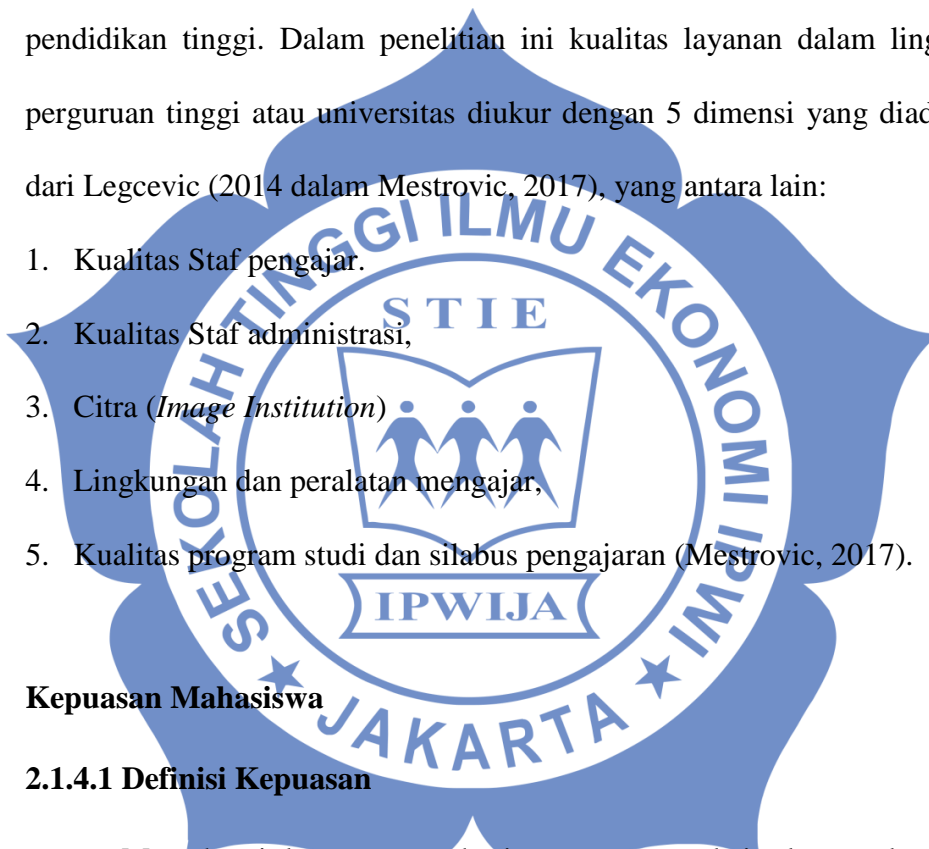 pendidikan tinggi. Dalam penelitian ini kualitas layanan dalam
perguruan tinggi atau universitas diukur dengan 5 dimensi yang
dari Legcevic (2014 dalam Mestrovic, 2017), yang antara lain:
1. Kualitas Staf pengajar.
2. Kualitas Staf administrasi,
3. Citra (Image Institution)
4. Lingkungan dan peralatan mengajar,
5. Kualitas program studi dan silabus pengajaran (Mestrovic, 2017).
Kepuasan Mahasiswa
2.1.4.1 Definisi Kepuasan
SEKOLAH TINGGI ILMU EKONOMI IPWI
STIE
IPWIJA
★ JAKARTA ★